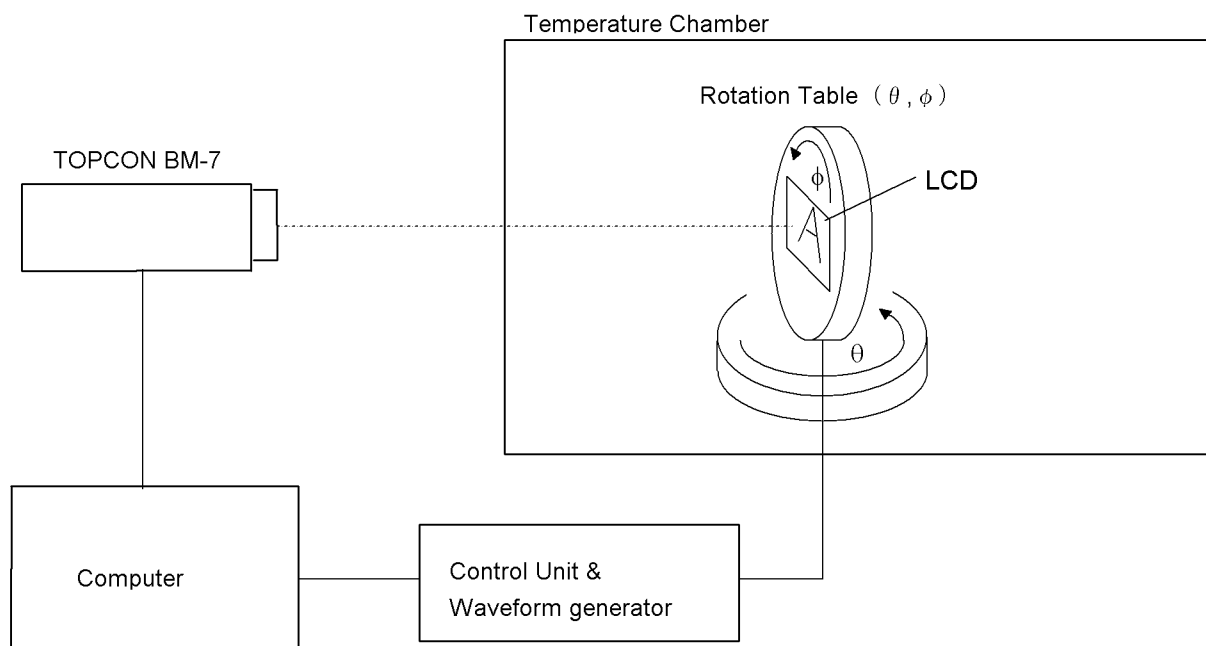 Temperature Chamber
Rotation Table （θ, φ）
TOPCON BM-7
φ
LCD
A
θ
Computer
Control Unit &
Waveform generator